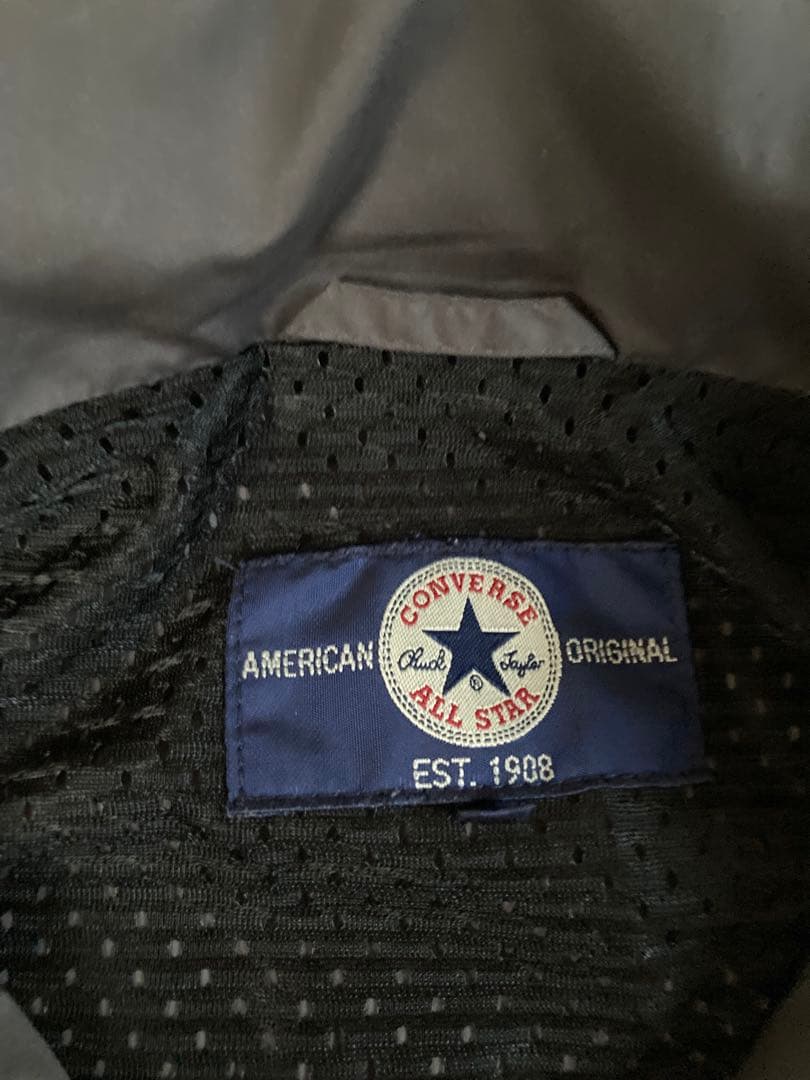 CONVERSE
AMERICAN Chuck Taylor ORIGINAL
®
ALL STAR
EST. 1908